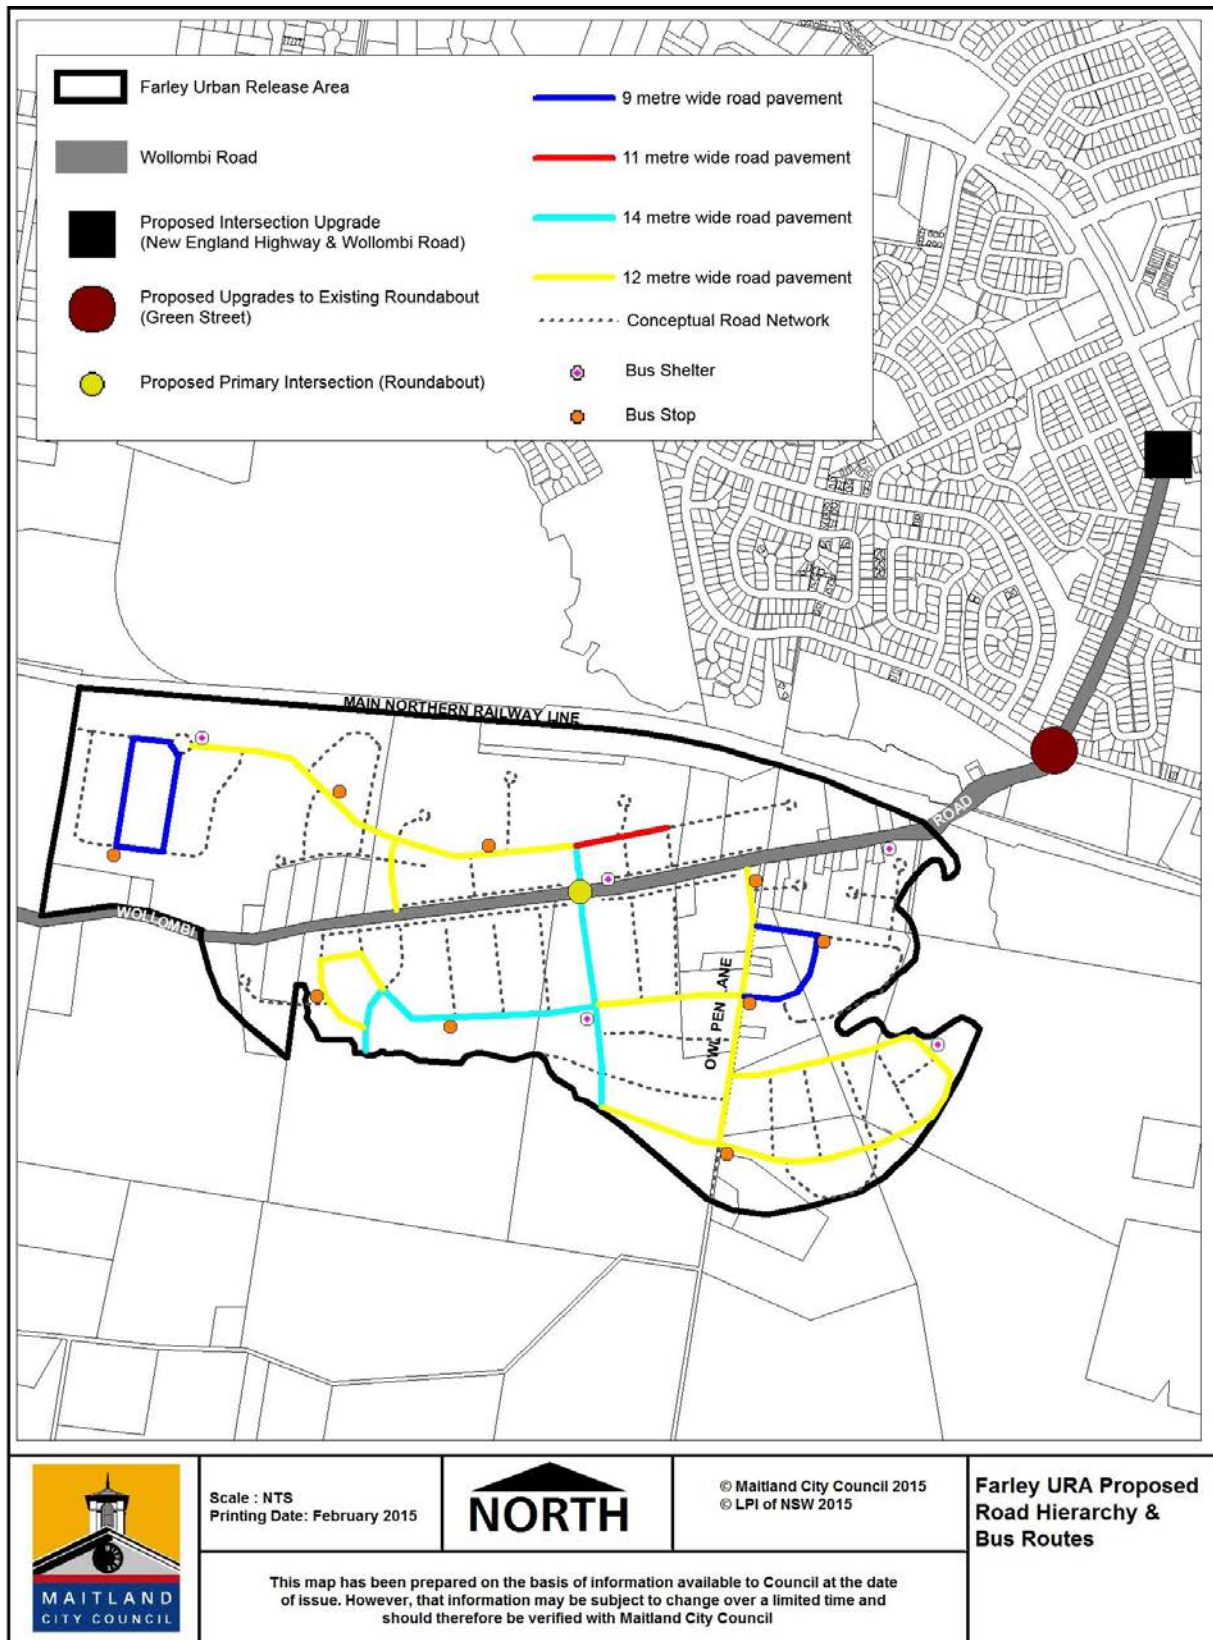 Farley Urban Release Area
Wollombi Road
Proposed Intersection Upgrade
(New England Highway & Wollombi Road)
Proposed Upgrades to Existing Roundabout
(Green Street)
Proposed Primary Intersection (Roundabout)
9 metre wide road pavement
11 metre wide road pavement
14 metre wide road pavement
12 metre wide road pavement
Conceptual Road Network
Bus Shelter
Bus Stop
MAIN NORTHERN RAILWAY LINE
ROAD
WOLLOMBI
OWL PEN LANE
MAITLAND
CITY COUNCIL
Scale : NTS
Printing Date: February 2015
NORTH
© Maitland City Council 2015
© LPI of NSW 2015
Farley URA Proposed
Road Hierarchy &
Bus Routes
This map has been prepared on the basis of information available to Council at the date
of issue. However, that information may be subject to change over a limited time and
should therefore be verified with Maitland City Council